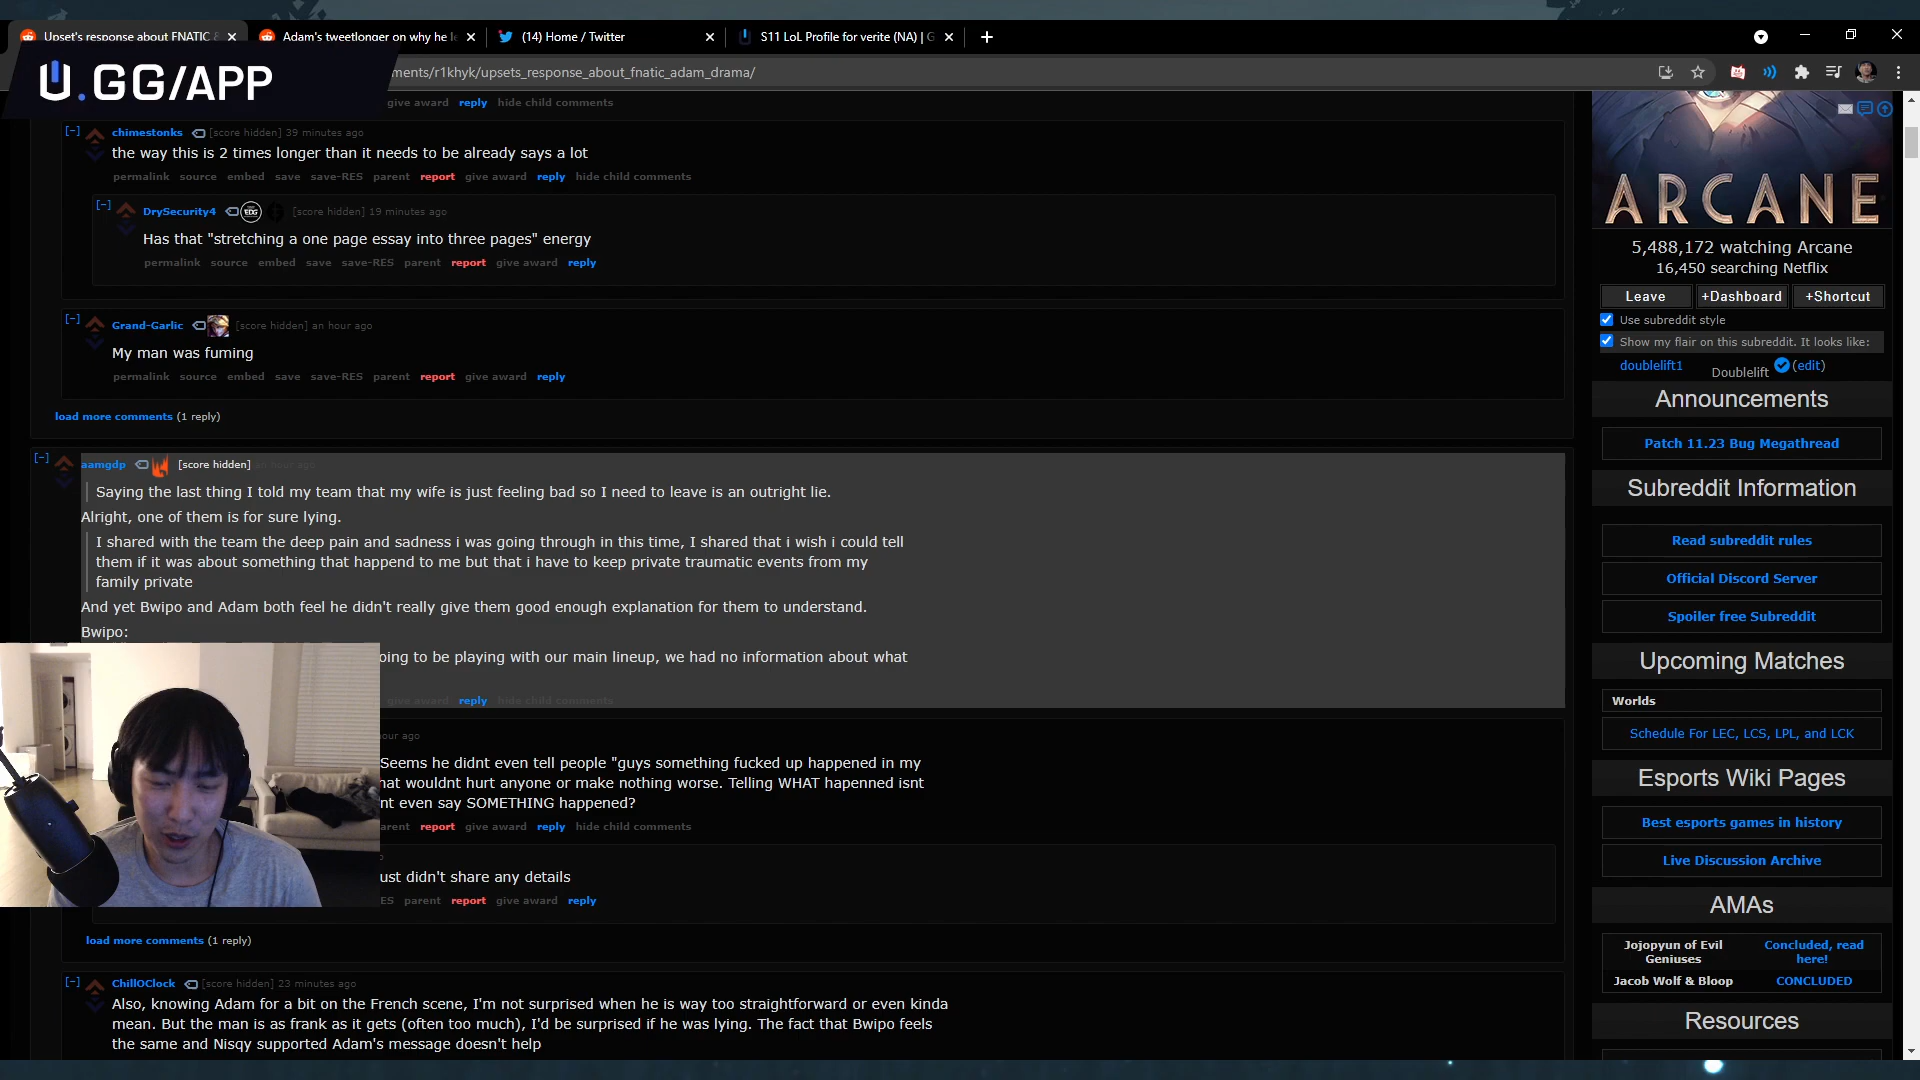 Upset's response about FNATIC &
Adam's tweetlonger on why he le
(14) Home / Twitter
S11 LoL Profile for verite (NA) | G
U.GG/APP
ments/r1khyk/upsets_response_about_fnatic_adam_drama/
give award reply hide child comments
[-] chimestonks [score hidden] 39 minutes ago
the way this is 2 times longer than it needs to be already says a lot
permalink source embed save save-RES parent report give award reply hide child comments
[-] DrySecurity4 EDG [score hidden] 19 minutes ago
Has that "stretching a one page essay into three pages" energy
permalink source embed save save-RES parent report give award reply
[-] Grand-Garlic [score hidden] an hour ago
My man was fuming
permalink source embed save save-RES parent report give award reply
load more comments (1 reply)
[-] aamgdp [score hidden] an hour ago
Saying the last thing I told my team that my wife is just feeling bad so I need to leave is an outright lie.
Alright, one of them is for sure lying.
I shared with the team the deep pain and sadness i was going through in this time, I shared that i wish i could tell
them if it was about something that happend to me but that i have to keep private traumatic events from my
family private
And yet Bwipo and Adam both feel he didn't really give them good enough explanation for them to understand.
Bwipo:
oing to be playing with our main lineup, we had no information about what
give award reply hide child comments
our ago
Seems he didnt even tell people "guys something fucked up happened in my
hat wouldnt hurt anyone or make nothing worse. Telling WHAT hapenned isnt
nt even say SOMETHING happened?
arent report give award reply hide child comments
ust didn't share any details
ES parent report give award reply
load more comments (1 reply)
[-] ChillOClock [score hidden] 23 minutes ago
Also, knowing Adam for a bit on the French scene, I'm not surprised when he is way too straightforward or even kinda
mean. But the man is as frank as it gets (often too much), I'd be surprised if he was lying. The fact that Bwipo feels
the same and Nisqy supported Adam's message doesn't help
ARCANE
5,488,172 watching Arcane
16,450 searching Netflix
Leave +Dashboard +Shortcut
Use subreddit style
Show my flair on this subreddit. It looks like:
doublelift1 Doublelift (edit)
Announcements
Patch 11.23 Bug Megathread
Subreddit Information
Read subreddit rules
Official Discord Server
Spoiler free Subreddit
Upcoming Matches
Worlds
Schedule For LEC, LCS, LPL, and LCK
Esports Wiki Pages
Best esports games in history
Live Discussion Archive
AMAs
Jojopyun of Evil Concluded, read
Geniuses here!
Jacob Wolf & Bloop CONCLUDED
Resources